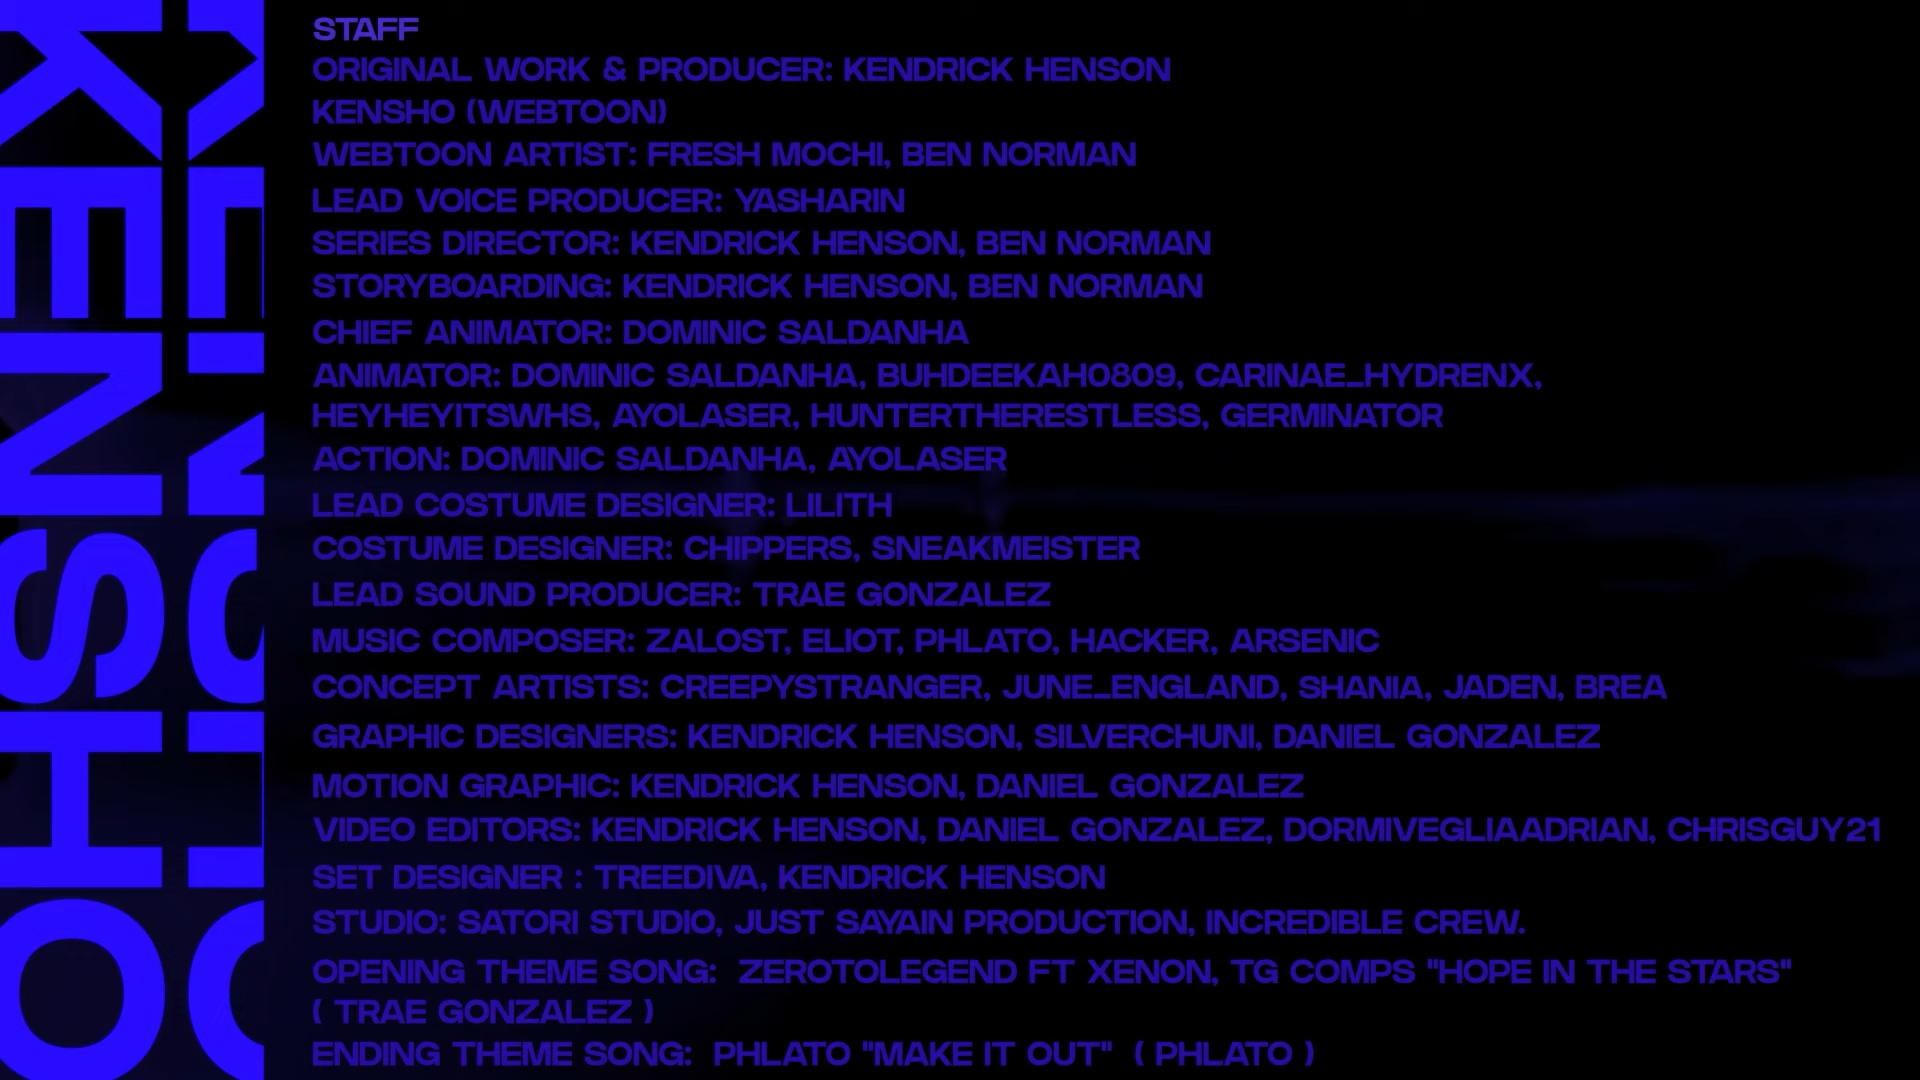 KENSHO
KENSHO
STAFF
ORIGINAL WORK & PRODUCER: KENDRICK HENSON
KENSHO (WEBTOON)
WEBTOON ARTIST: FRESH MOCHI, BEN NORMAN
LEAD VOICE PRODUCER: YASHARIN
SERIES DIRECTOR: KENDRICK HENSON, BEN NORMAN
STORYBOARDING: KENDRICK HENSON, BEN NORMAN
CHIEF ANIMATOR: DOMINIC SALDANHA
ANIMATOR: DOMINIC SALDANHA, BUHDEEKAH0809, CARINAE_HYDRENX,
HEYHEYITSWHS, AYOLASER, HUNTERTHERESTLESS, GERMINATOR
ACTION: DOMINIC SALDANHA, AYOLASER
LEAD COSTUME DESIGNER: LILITH
COSTUME DESIGNER: CHIPPERS, SNEAKMEISTER
LEAD SOUND PRODUCER: TRAE GONZALEZ
MUSIC COMPOSER: ZALOST, ELIOT, PHLATO, HACKER, ARSENIC
CONCEPT ARTISTS: CREEPYSTRANGER, JUNE_ENGLAND, SHANIA, JADEN, BREA
GRAPHIC DESIGNERS: KENDRICK HENSON, SILVERCHUNI, DANIEL GONZALEZ
MOTION GRAPHIC: KENDRICK HENSON, DANIEL GONZALEZ
VIDEO EDITORS: KENDRICK HENSON, DANIEL GONZALEZ, DORMIVEGLIAADRIAN, CHRISGUY21
SET DESIGNER : TREEDIVA, KENDRICK HENSON
STUDIO: SATORI STUDIO, JUST SAYAIN PRODUCTION, INCREDIBLE CREW.
OPENING THEME SONG: ZEROTOLEGEND FT XENON, TG COMPS "HOPE IN THE STARS"
( TRAE GONZALEZ )
ENDING THEME SONG: PHLATO "MAKE IT OUT" ( PHLATO )